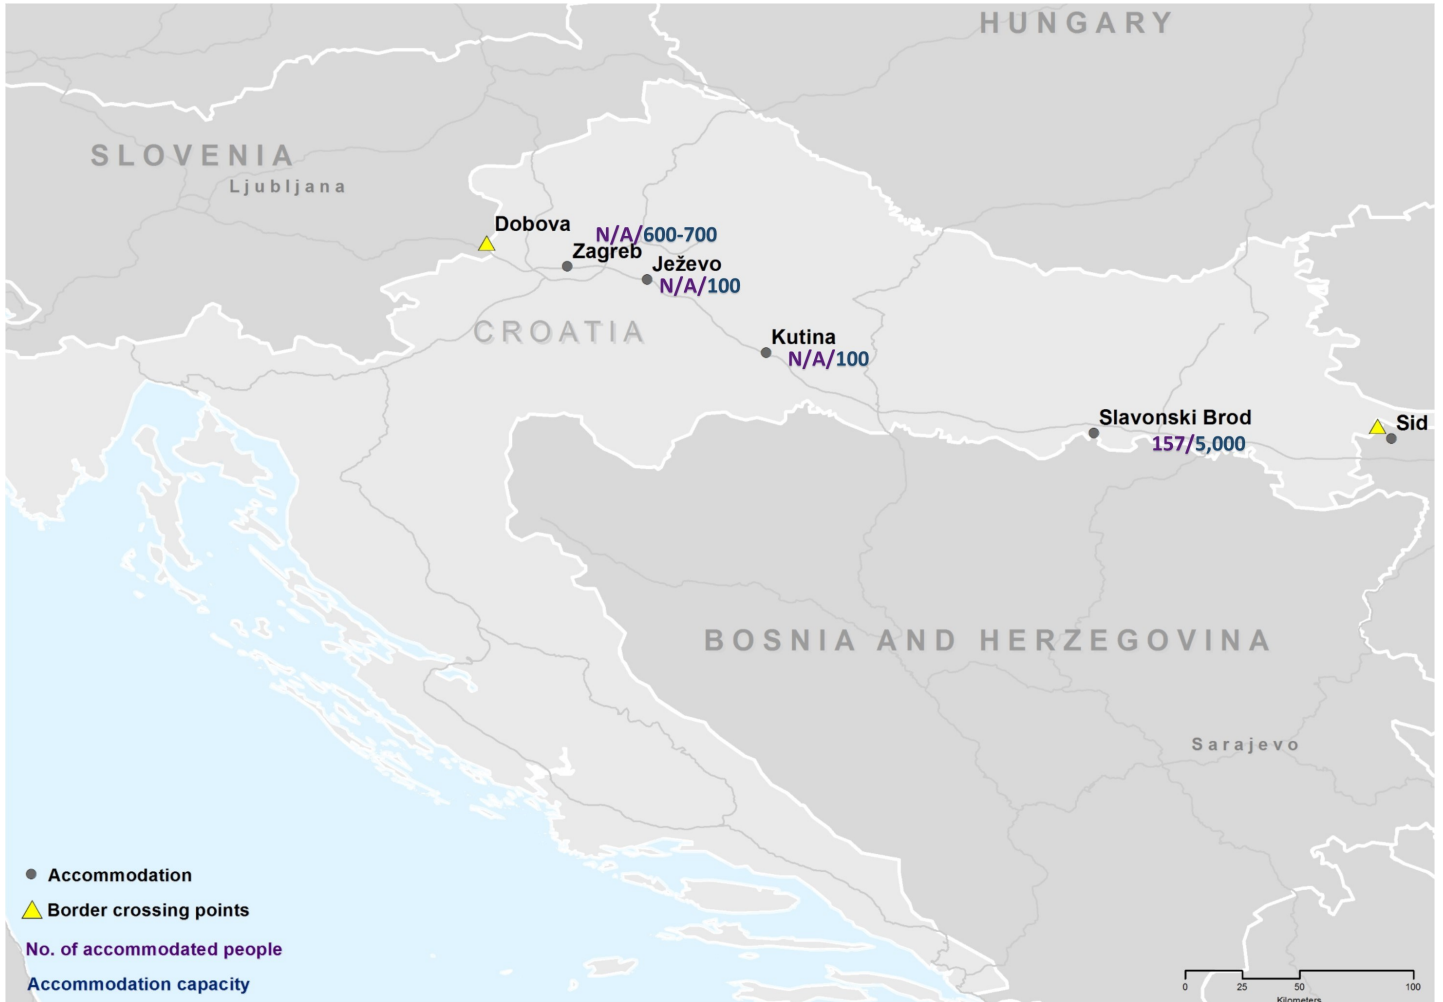 HUNGARY
SLOVENIA
Ljubljana
Dobova
N/A/600-700
Zagreb
Ježevo
N/A/100
CROATIA
Kutina
N/A/100
Slavonski Brod
157/5,000
Sid
BOSNIA AND HERZEGOVINA
Sarajevo
Accommodation
Border crossing points
No. of accommodated people
Accommodation capacity
0 25 50 100
Kilometers